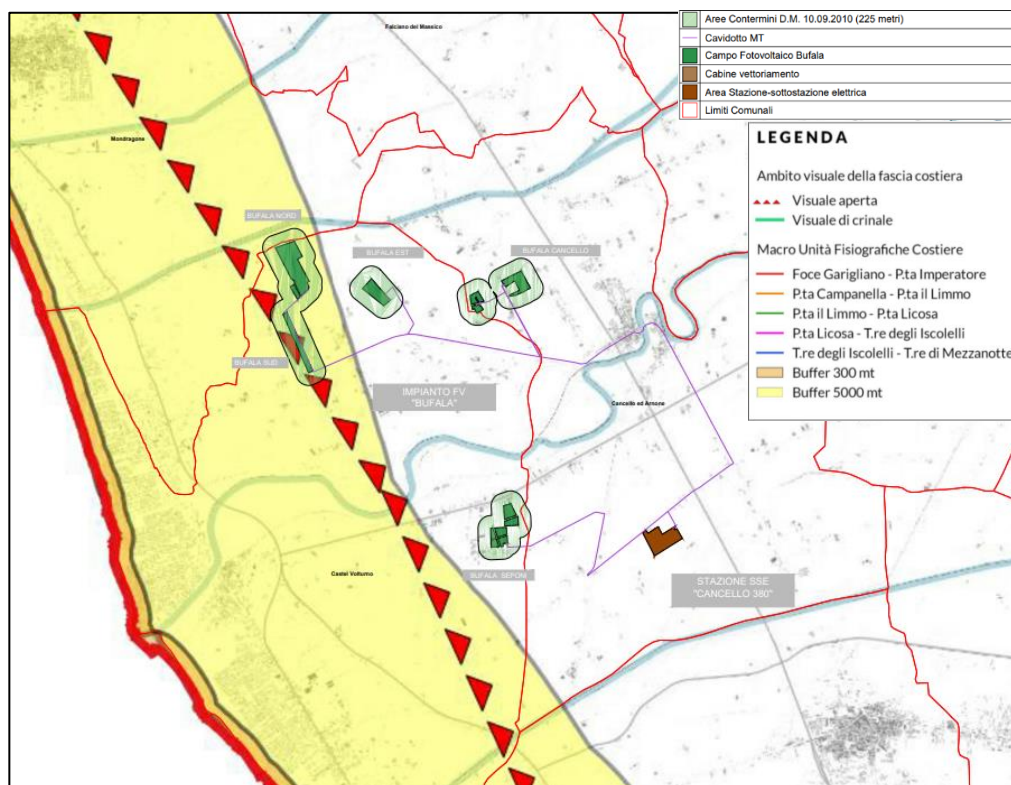 Falciano del Massico
Aree Contermini D.M. 10.09.2010 (225 metri)
Cavidotto MT
Campo Fotovoltaico Bufala
Cabine vettoriamento
Area Stazione-sottostazione elettrica
Limiti Comunali
LEGENDA
Ambito visuale della fascia costiera
Visuale aperta
Visuale di crinale
Macro Unità Fisiografiche Costiere
Foce Garigliano - P.ta Imperatore
P.ta Campanella - P.ta il Limmo
P.ta il Limmo - P.ta Licosa
P.ta Licosa - T.re degli Iscolelli
T.re degli Iscolelli - T.re di Mezzanotte
Buffer 300 mt
Buffer 5000 mt
Mondragone
BUFALA NORD
BUFALA EST
BUFALA CANCELLO
BUFALA SUD
IMPIANTO FV
"BUFALA"
Cancello ed Arnone
BUFALA SEPONI
Castel Volturno
STAZIONE SSE
"CANCELLO 380"